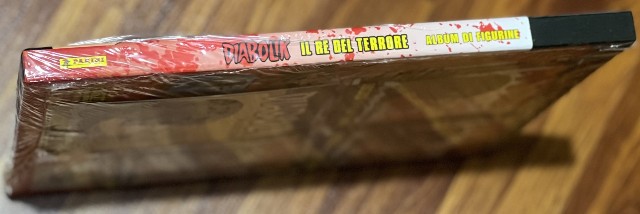 PANINI DIABOLIK IL RE DEL TERRORE ALBUM DI FIGURINE